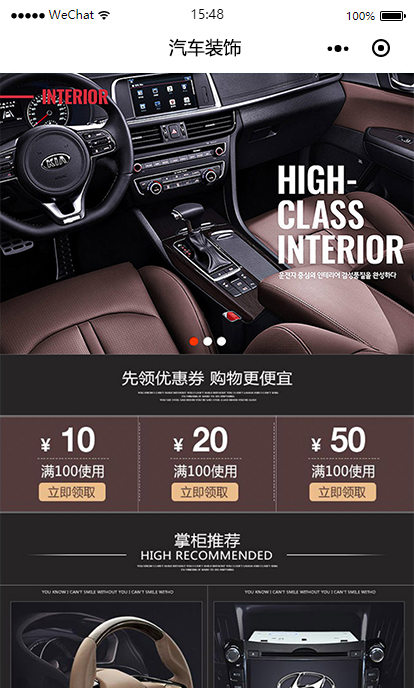 WeChat
15:48
100%
汽车装饰
INTERIOR
KIA
HIGH-
CLASS
INTERIOR
운전자 중심의 인테리어 감성품질을 완성하다
先领优惠券 购物更便宜
¥ 10
满100使用
立即领取
¥ 20
满100使用
立即领取
¥ 50
满100使用
立即领取
掌柜推荐
HIGH RECOMMENDED
YOU KNOW I CAN'T SMILE WITHOUT YOU I CAN'T SMILE WITHO
YOU KNOW I CAN'T SMILE WITHOUT YOU I CAN'T SMILE WITHO